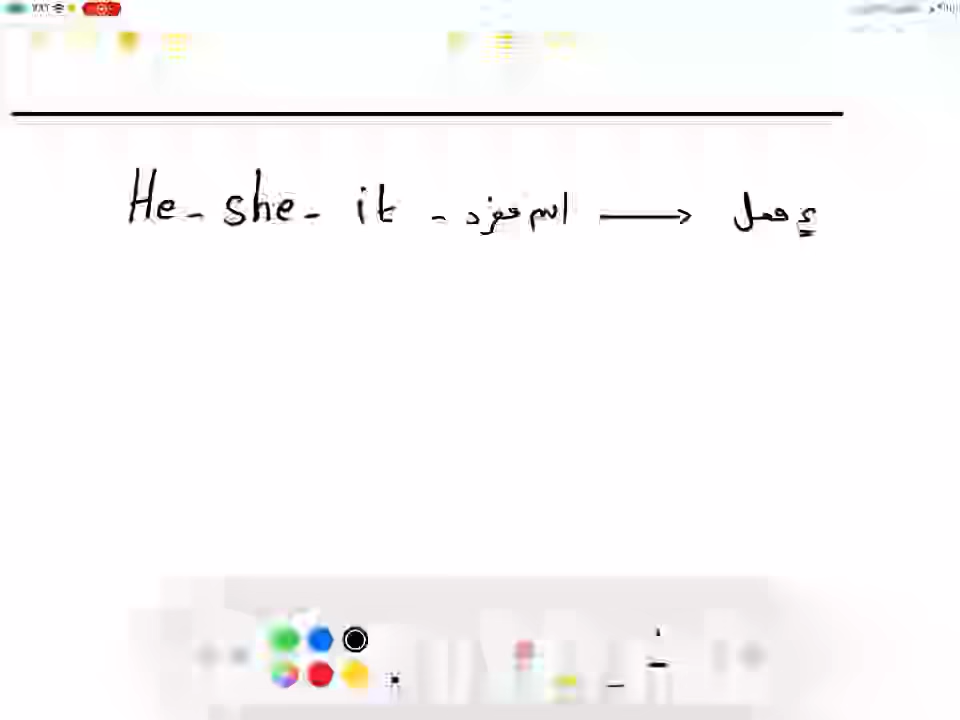 He - she - it - اسم مفرد → فعل